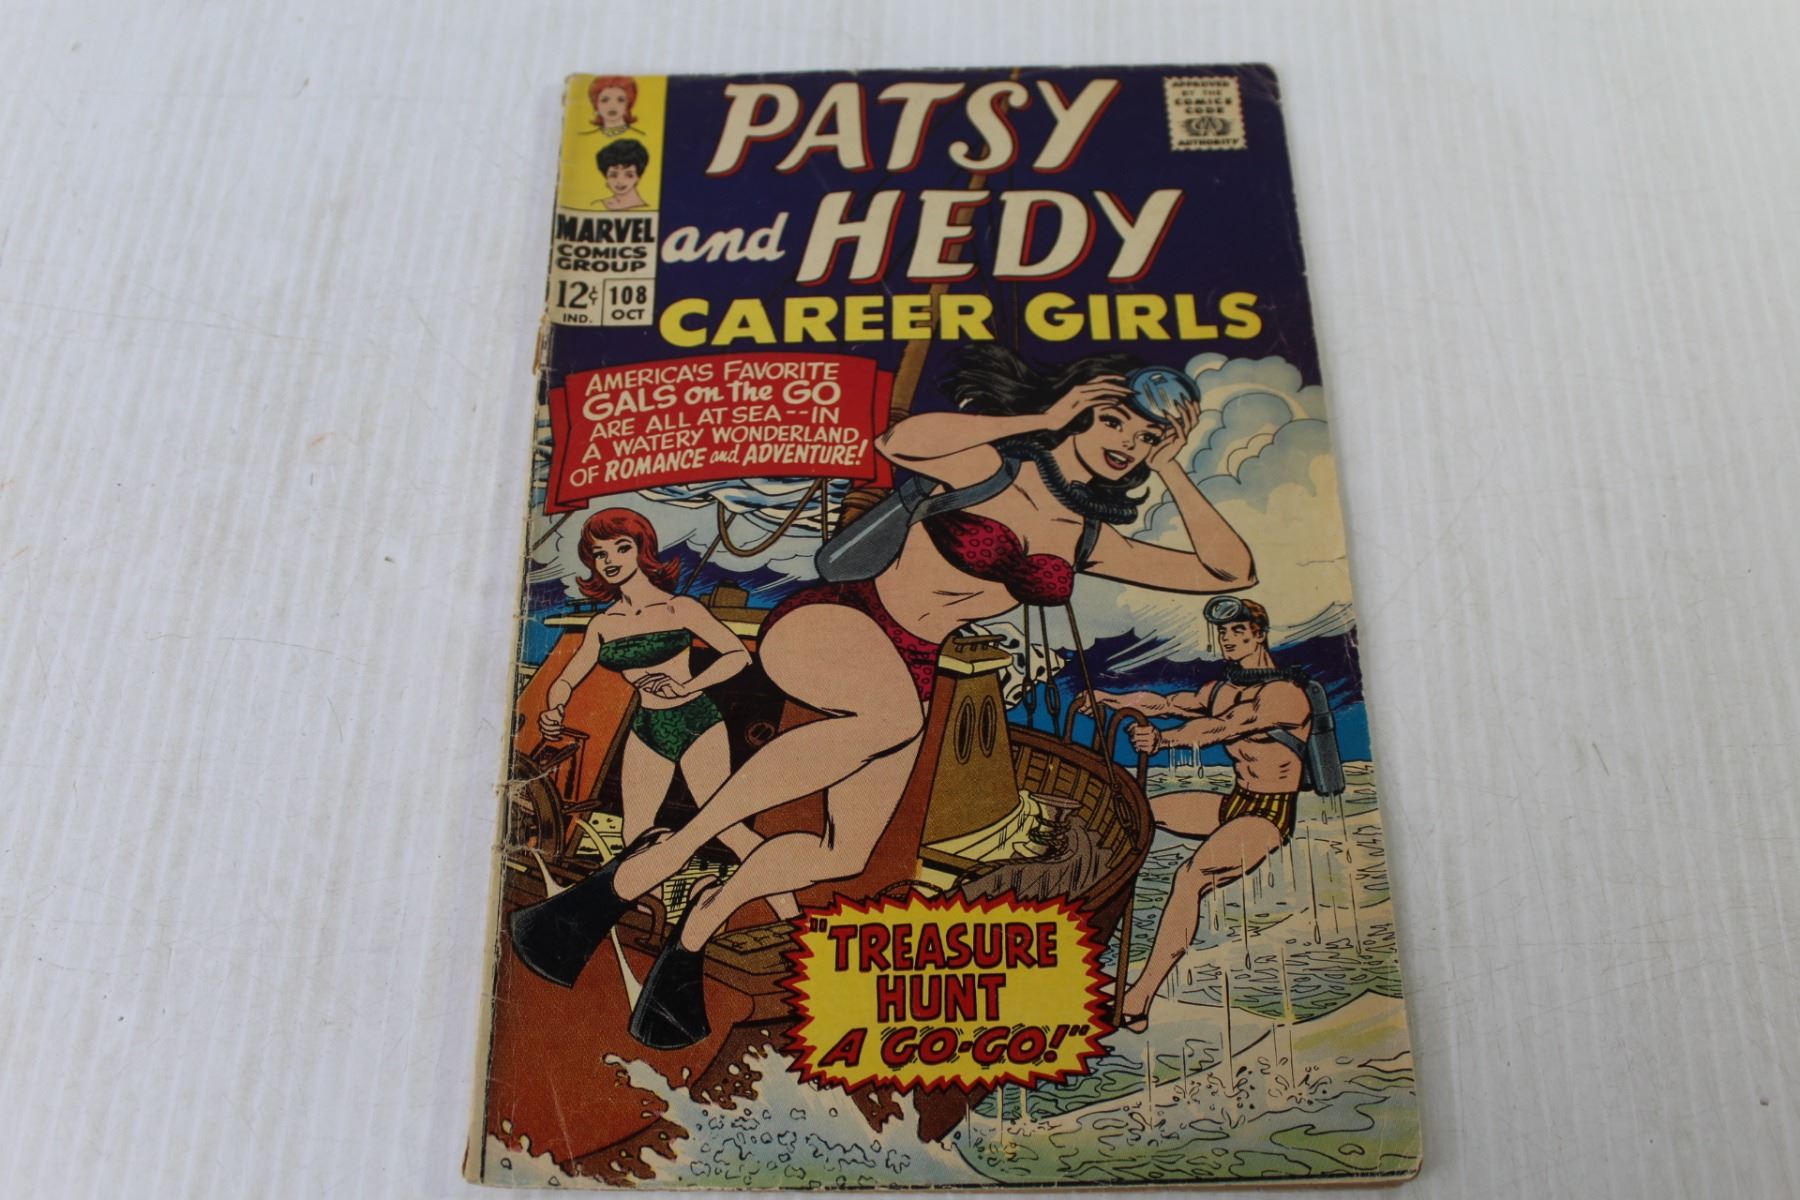 PATSY
and HEDY
CAREER GIRLS
APPROVED
BY THE
COMICS
CODE
AUTHORITY
MARVEL
COMICS
GROUP
12¢
IND.
108
OCT
AMERICA'S FAVORITE
GALS on the GO
ARE ALL AT SEA--IN
A WATERY WONDERLAND
OF ROMANCE and ADVENTURE!
"TREASURE
HUNT
A GO-GO!"